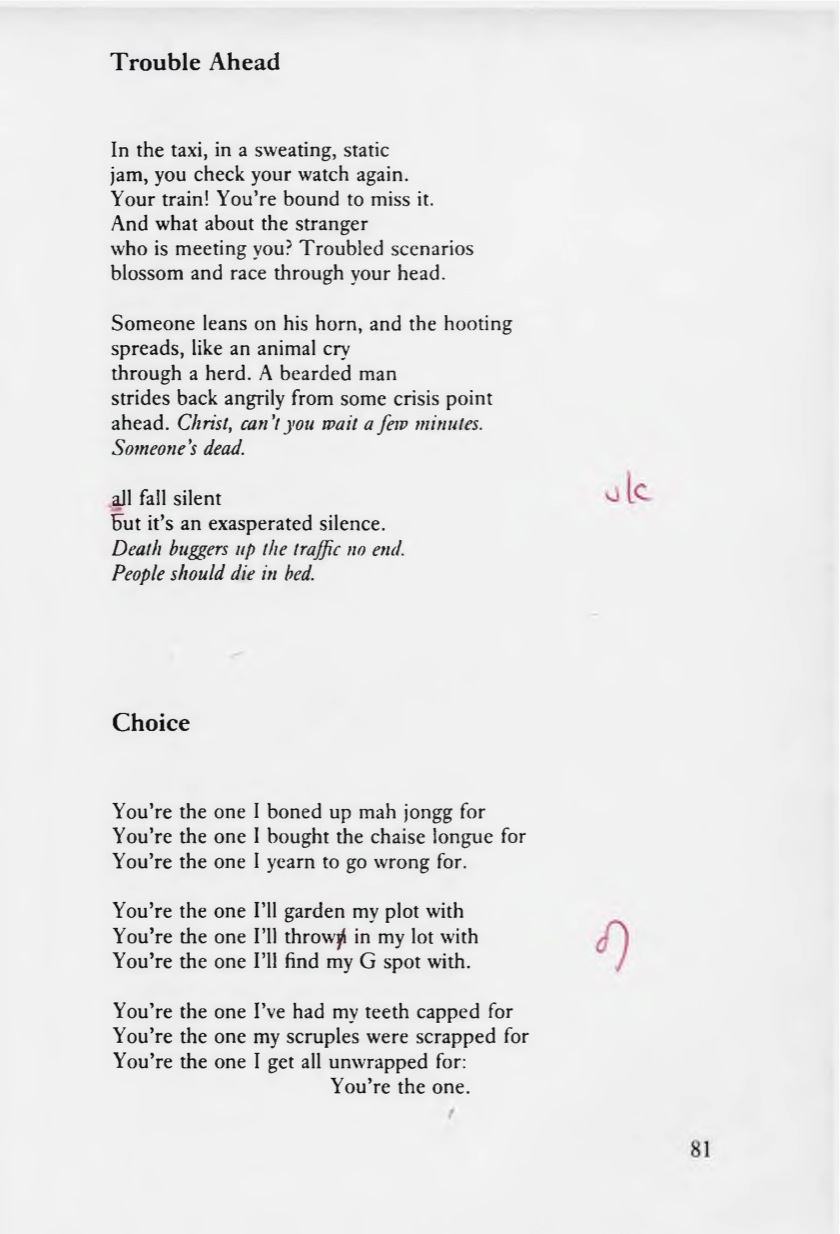 Trouble Ahead
In the taxi, in a sweating, static
jam, you check your watch again.
Your train! You're bound to miss it.
And what about the stranger
who is meeting you? Troubled scenarios
blossom and race through your head.
Someone leans on his horn, and the hooting
spreads, like an animal cry
through a herd. A bearded man
strides back angrily from some crisis point
ahead. Christ, can't you wait a few minutes.
Someone's dead.
all fall silent
u/c
but it's an exasperated silence.
Death buggers up the traffic no end.
People should die in bed.
Choice
You're the one I boned up mah jongg for
You're the one I bought the chaise longue for
You're the one I yearn to go wrong for.
You're the one I'll garden my plot with
You're the one I'll thrown in my lot with
You're the one I'll find my G spot with.
You're the one I've had my teeth capped for
You're the one my scruples were scrapped for
You're the one I get all unwrapped for:
You're the one.
81